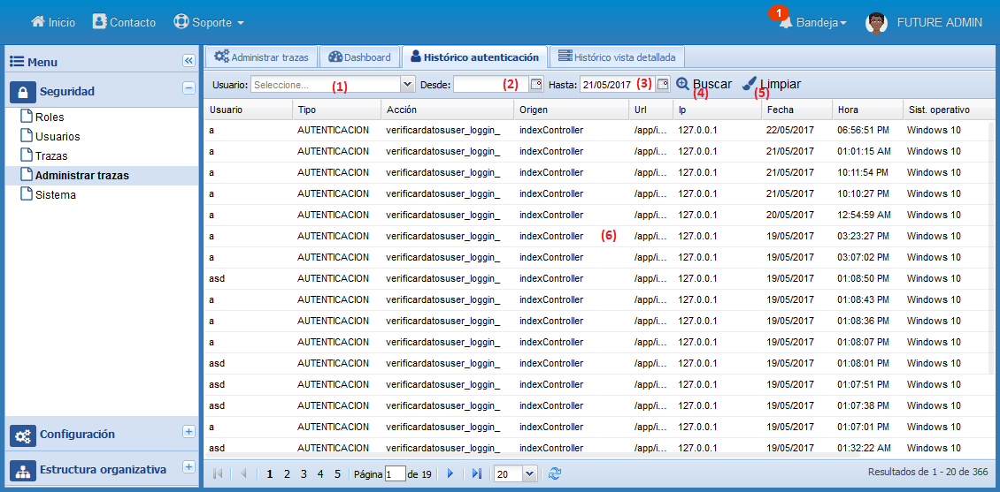 Inicio Contacto Soporte 1 Bandeja FUTURE ADMIN
Menu
Seguridad
Roles
Usuarios
Trazas
Administrar trazas
Sistema
Configuración
Estructura organizativa
Administrar trazas Dashboard Histórico autenticación Histórico vista detallada
Usuario: Seleccione... (1) Desde: (2) Hasta: 21/05/2017 (3) Buscar (4) Limpiar (5)
Usuario Tipo Acción Origen Url Ip Fecha Hora Sist. operativo
a AUTENTICACION verificardatosuser_loggin_ indexController /app/i... 127.0.0.1 22/05/2017 06:56:51 PM Windows 10
a AUTENTICACION verificardatosuser_loggin_ indexController /app/i... 127.0.0.1 21/05/2017 01:01:15 AM Windows 10
a AUTENTICACION verificardatosuser_loggin_ indexController /app/i... 127.0.0.1 21/05/2017 10:11:54 PM Windows 10
a AUTENTICACION verificardatosuser_loggin_ indexController /app/i... 127.0.0.1 21/05/2017 10:10:27 PM Windows 10
a AUTENTICACION verificardatosuser_loggin_ indexController /app/i... 127.0.0.1 20/05/2017 12:54:59 AM Windows 10
a AUTENTICACION verificardatosuser_loggin_ indexController (6) /app/i... 127.0.0.1 19/05/2017 03:23:27 PM Windows 10
a AUTENTICACION verificardatosuser_loggin_ indexController /app/i... 127.0.0.1 19/05/2017 03:07:02 PM Windows 10
asd AUTENTICACION verificardatosuser_loggin_ indexController /app/i... 127.0.0.1 19/05/2017 01:08:50 PM Windows 10
a AUTENTICACION verificardatosuser_loggin_ indexController /app/i... 127.0.0.1 19/05/2017 01:08:43 PM Windows 10
a AUTENTICACION verificardatosuser_loggin_ indexController /app/i... 127.0.0.1 19/05/2017 01:08:36 PM Windows 10
a AUTENTICACION verificardatosuser_loggin_ indexController /app/i... 127.0.0.1 19/05/2017 01:08:07 PM Windows 10
asd AUTENTICACION verificardatosuser_loggin_ indexController /app/i... 127.0.0.1 19/05/2017 01:08:01 PM Windows 10
asd AUTENTICACION verificardatosuser_loggin_ indexController /app/i... 127.0.0.1 19/05/2017 01:07:51 PM Windows 10
asd AUTENTICACION verificardatosuser_loggin_ indexController /app/i... 127.0.0.1 19/05/2017 01:07:38 PM Windows 10
a AUTENTICACION verificardatosuser_loggin_ indexController /app/i... 127.0.0.1 19/05/2017 01:07:01 PM Windows 10
asd AUTENTICACION verificardatosuser_loggin_ indexController /app/i... 127.0.0.1 19/05/2017 01:32:22 AM Windows 10
1 2 3 4 5 Página 1 de 19 20 Resultados de 1 - 20 de 366